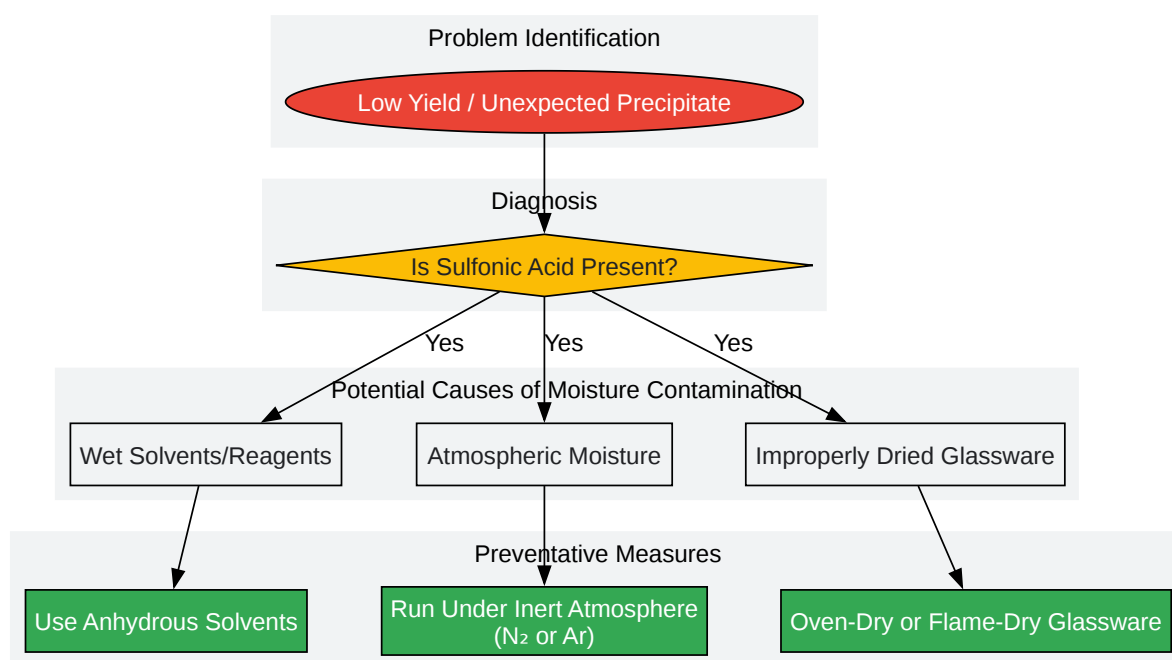 Problem Identification
Low Yield / Unexpected Precipitate
Diagnosis
Is Sulfonic Acid Present?
Yes
Yes
Yes
Potential Causes of Moisture Contamination
Wet Solvents/Reagents
Atmospheric Moisture
Improperly Dried Glassware
Preventative Measures
Use Anhydrous Solvents
Run Under Inert Atmosphere
(N₂ or Ar)
Oven-Dry or Flame-Dry Glassware